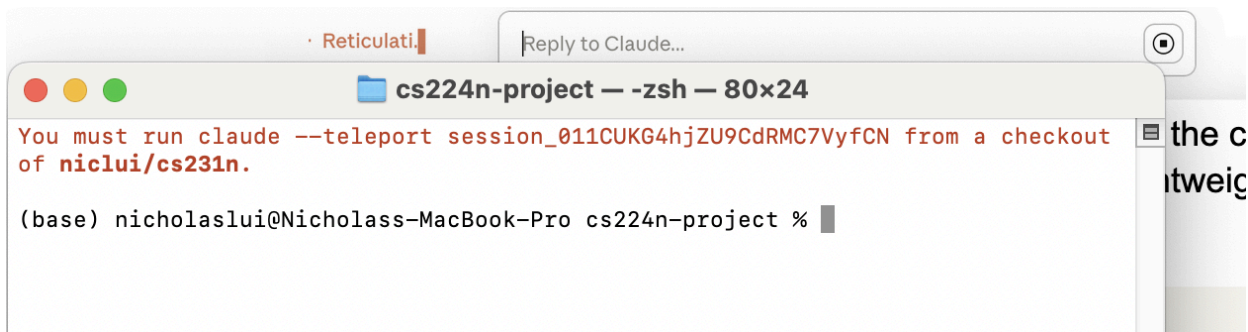 · Reticulati.
Reply to Claude...
cs224n-project — -zsh — 80×24
You must run claude --teleport session_011CUKG4hjZU9CdRMC7VyfCN from a checkout
of niclui/cs231n.
the c
(base) nicholaslui@Nicholass-MacBook-Pro cs224n-project %